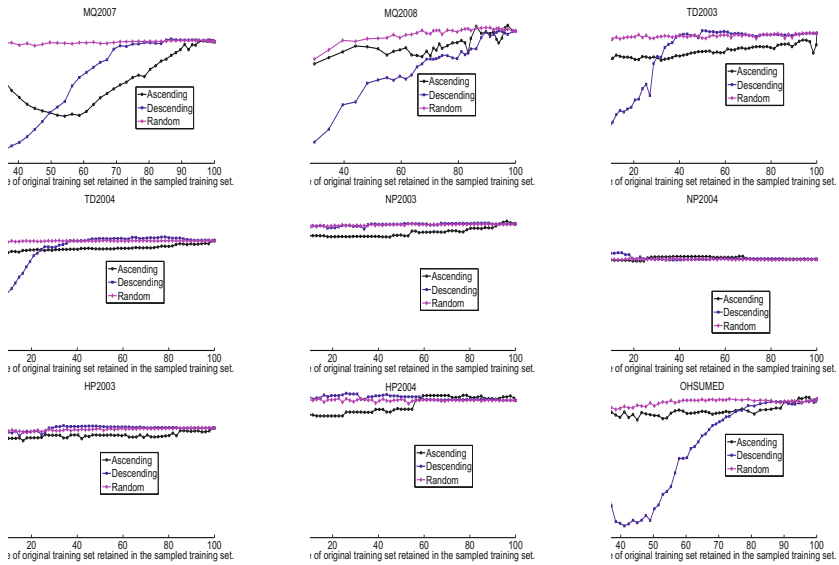 MQ2007
MQ2008
TD2003
Ascending
Descending
Random
Ascending
Descending
Random
Ascending
Descending
Random
40 50 60 70 80 90 100
40 60 80 100
20 40 60 80 100
e of original training set retained in the sampled training set.
e of original training set retained in the sampled training set.
e of original training set retained in the sampled training set.
TD2004
NP2003
NP2004
Ascending
Descending
Random
Ascending
Descending
Random
Ascending
Descending
Random
20 40 60 80 100
20 40 60 80 100
20 40 60 80 100
e of original training set retained in the sampled training set.
e of original training set retained in the sampled training set.
e of original training set retained in the sampled training set.
HP2003
HP2004
OHSUMED
Ascending
Descending
Random
Ascending
Descending
Random
Ascending
Descending
Random
20 40 60 80 100
20 40 60 80 100
40 50 60 70 80 90 100
e of original training set retained in the sampled training set.
e of original training set retained in the sampled training set.
e of original training set retained in the sampled training set.